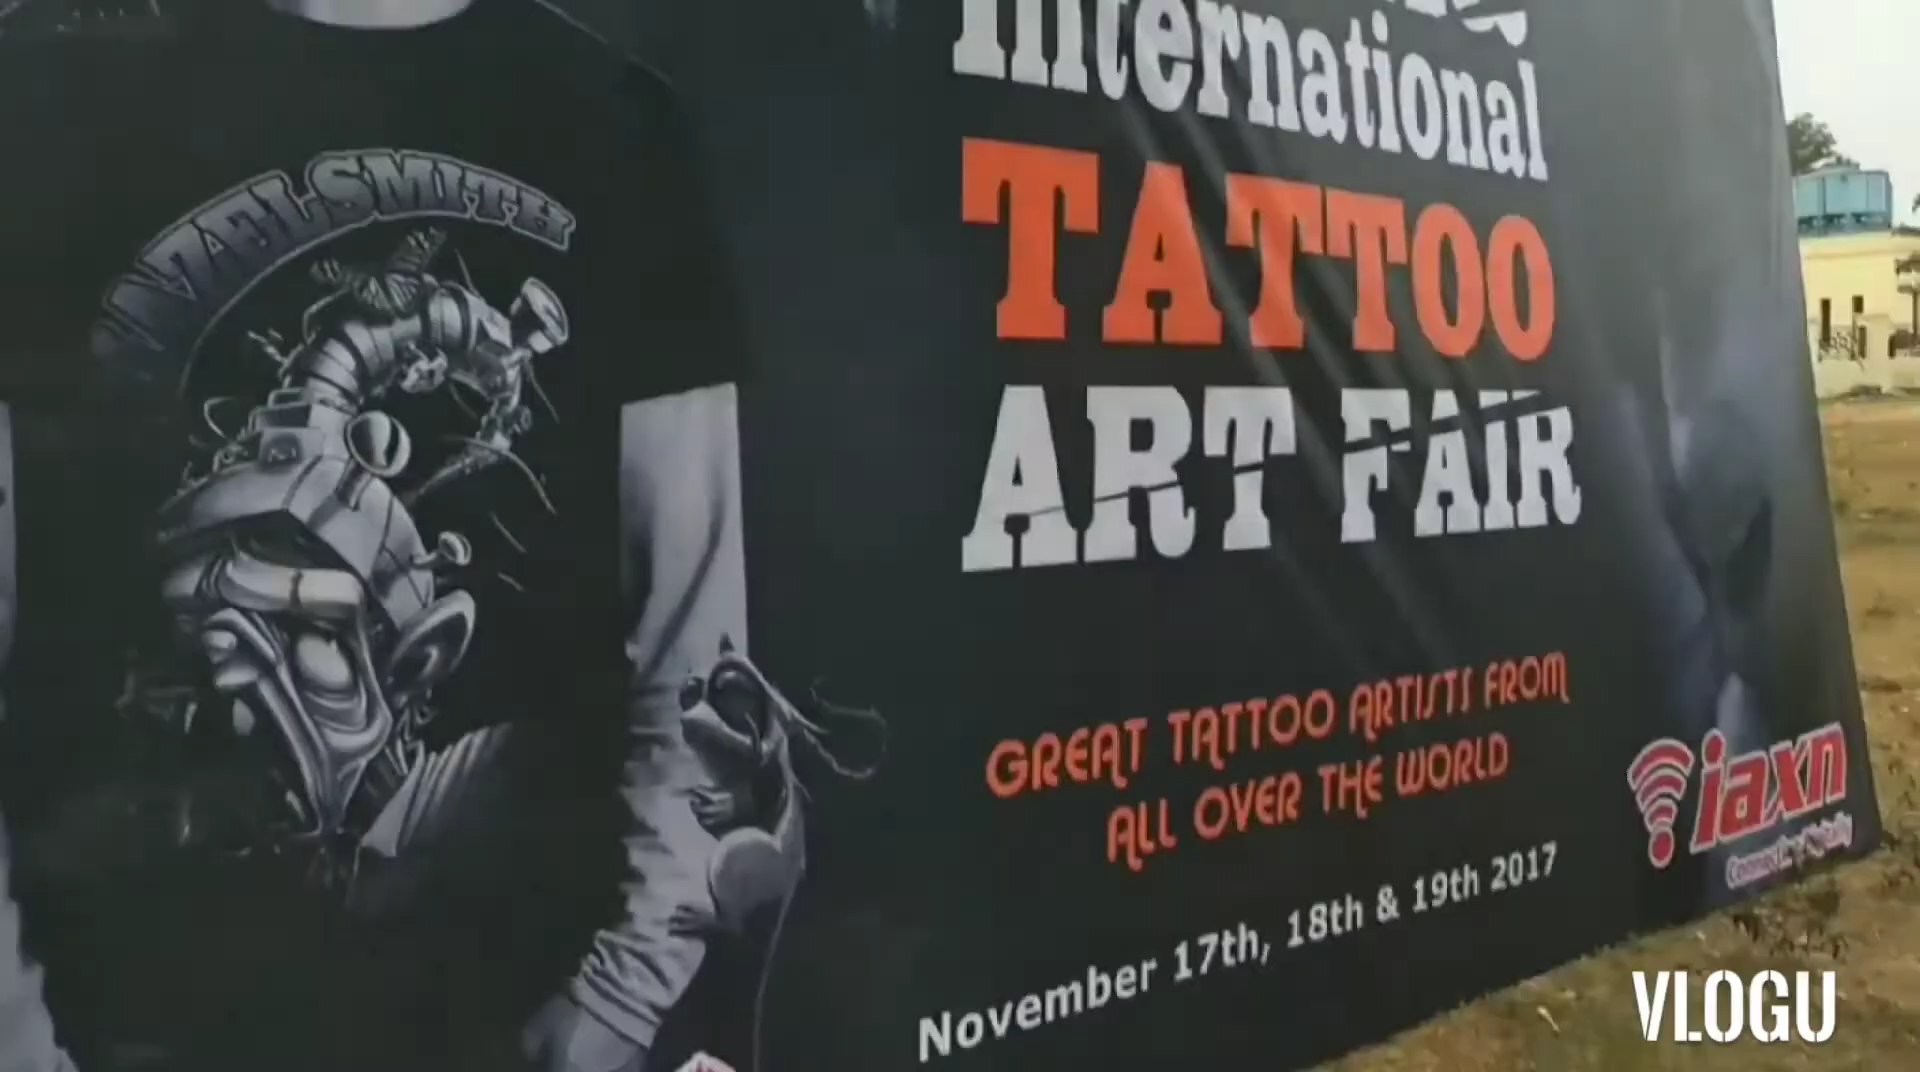 International
TATTOO
ART FAIR
GREAT TATTOO ARTISTS FROM
ALL OVER THE WORLD
November 17th, 18th & 19th 2017
iaxn
Digitally
VLOGU